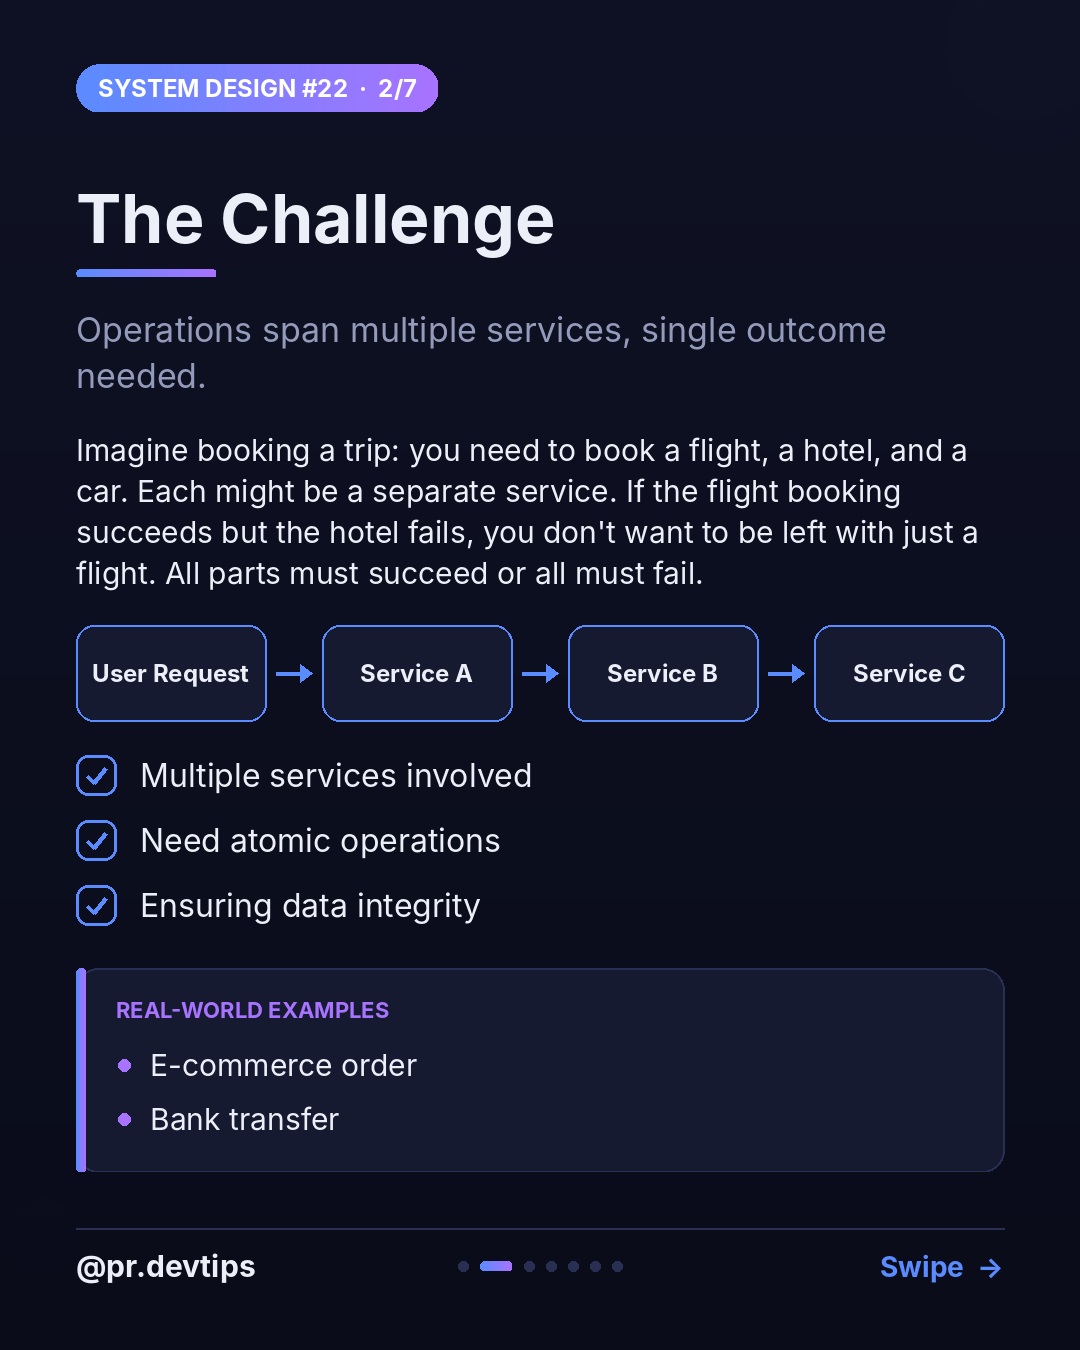 SYSTEM DESIGN #22 · 2/7
The Challenge
Operations span multiple services, single outcome
needed.
Imagine booking a trip: you need to book a flight, a hotel, and a
car. Each might be a separate service. If the flight booking
succeeds but the hotel fails, you don't want to be left with just a
flight. All parts must succeed or all must fail.
User Request → Service A → Service B → Service C
Multiple services involved
Need atomic operations
Ensuring data integrity
REAL-WORLD EXAMPLES
• E-commerce order
• Bank transfer
@pr.devtips
Swipe →